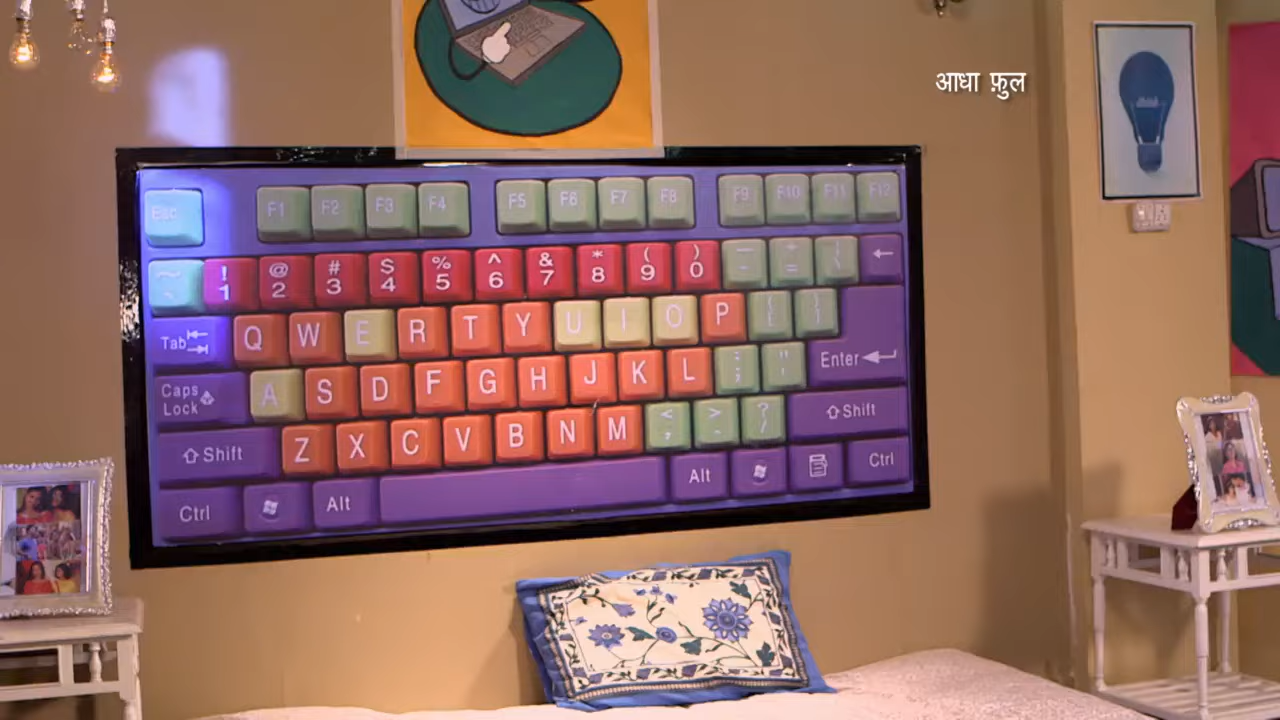 आधा फ़ुल
Esc F1 F2 F3 F4 F5 F6 F7 F8 F9 F10 F11 F12
~ ! @ # $ % ^ & * ( ) _ + ←
` 1 2 3 4 5 6 7 8 9 0 - =
Tab Q W E R T Y U I O P { }
[ ]
Caps Lock A S D F G H J K L : " Enter
; '
Shift Z X C V B N M < > ? Shift
, . /
Ctrl Alt Alt Ctrl